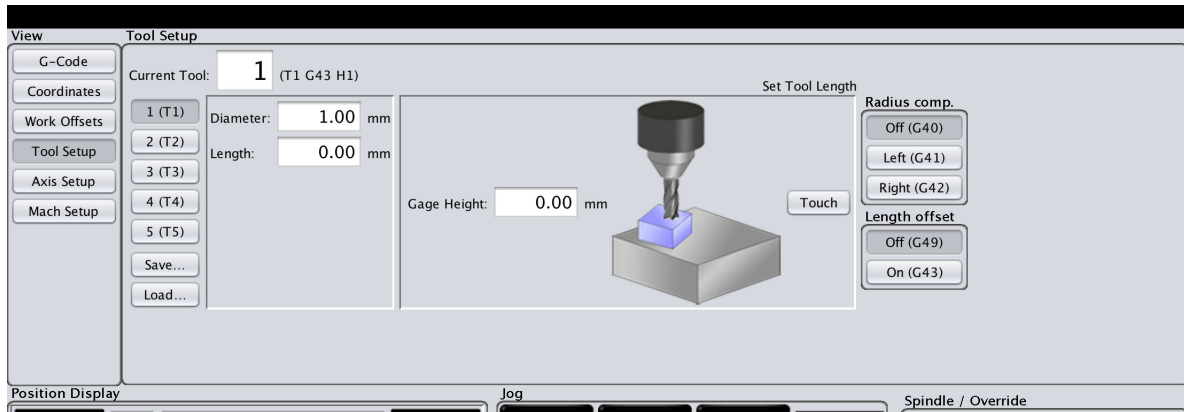 View
Tool Setup
G-Code
Coordinates
Work Offsets
Tool Setup
Axis Setup
Mach Setup
Current Tool: 1 (T1 G43 H1)
1 (T1)
2 (T2)
3 (T3)
4 (T4)
5 (T5)
Save...
Load...
Diameter: 1.00 mm
Length: 0.00 mm
Set Tool Length
Gage Height: 0.00 mm
Touch
Radius comp.
Off (G40)
Left (G41)
Right (G42)
Length offset
Off (G49)
On (G43)
Position Display
Jog
Spindle / Override